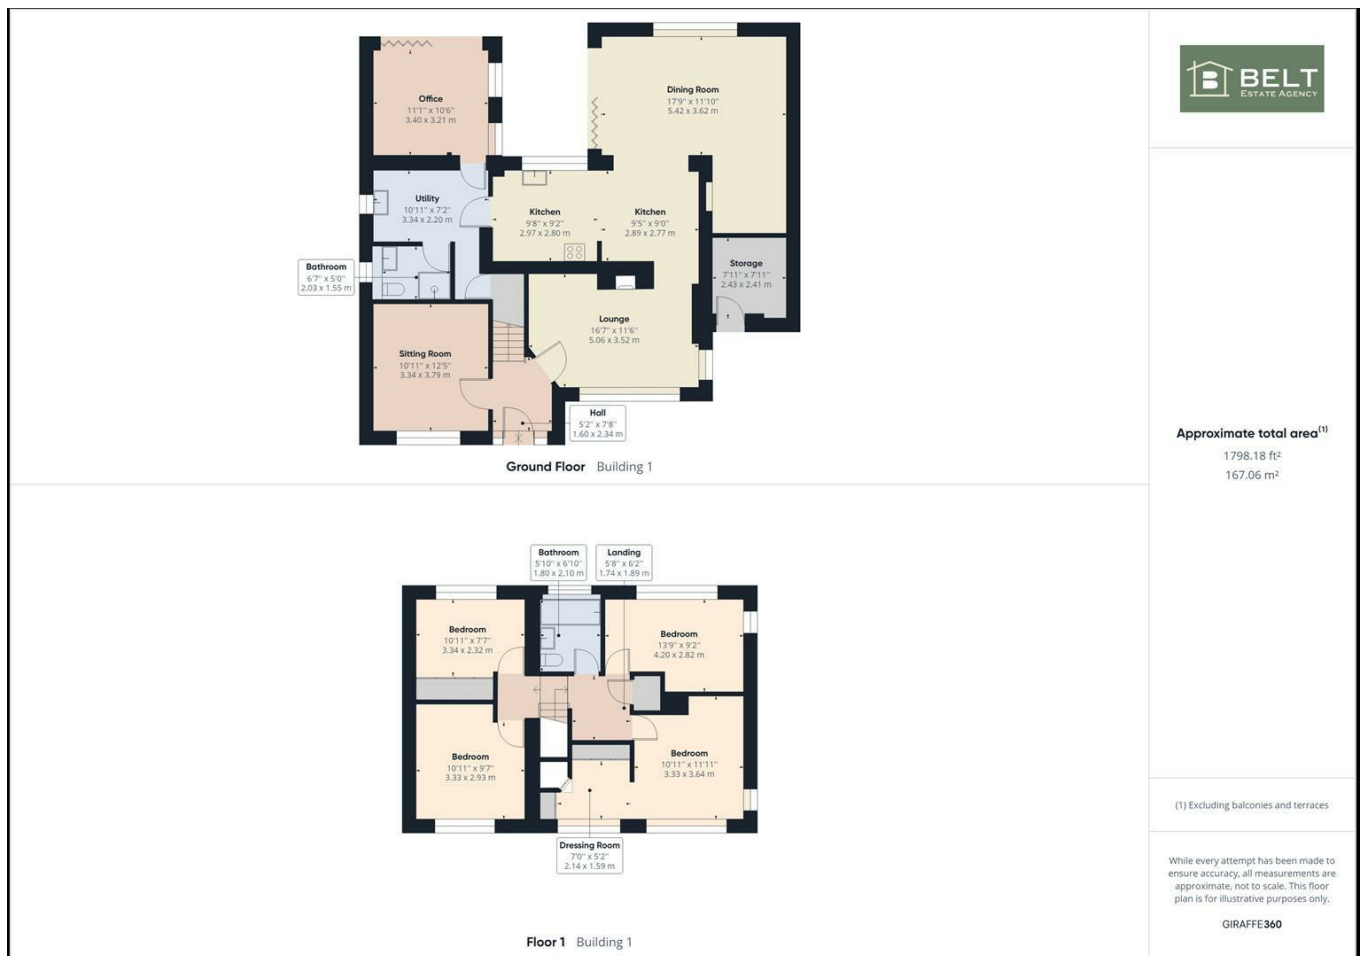 Office
11'1" x 10'6"
3.40 x 3.21 m
Dining Room
17'9" x 11'10"
5.42 x 3.62 m
Utility
10'11" x 7'2"
3.34 x 2.20 m
Kitchen
9'8" x 9'2"
2.97 x 2.80 m
Kitchen
9'5" x 9'0"
2.89 x 2.77 m
Bathroom
6'7" x 5'0"
2.03 x 1.55 m
Storage
7'11" x 7'11"
2.43 x 2.41 m
Lounge
16'7" x 11'6"
5.06 x 3.52 m
Sitting Room
10'11" x 12'5"
3.34 x 3.79 m
Hall
5'2" x 7'8"
1.60 x 2.34 m
Ground Floor Building 1
Bathroom
5'10" x 6'10"
1.80 x 2.10 m
Landing
5'8" x 6'2"
1.74 x 1.89 m
Bedroom
10'11" x 7'7"
3.34 x 2.32 m
Bedroom
13'9" x 9'2"
4.20 x 2.82 m
Bedroom
10'11" x 9'7"
3.33 x 2.93 m
Bedroom
10'11" x 11'11"
3.33 x 3.64 m
Dressing Room
7'0" x 5'2"
2.14 x 1.59 m
Floor 1 Building 1
B BELT
ESTATE AGENCY
Approximate total area(1)
1798.18 ft²
167.06 m²
(1) Excluding balconies and terraces
While every attempt has been made to
ensure accuracy, all measurements are
approximate, not to scale. This floor
plan is for illustrative purposes only.
GIRAFFE360